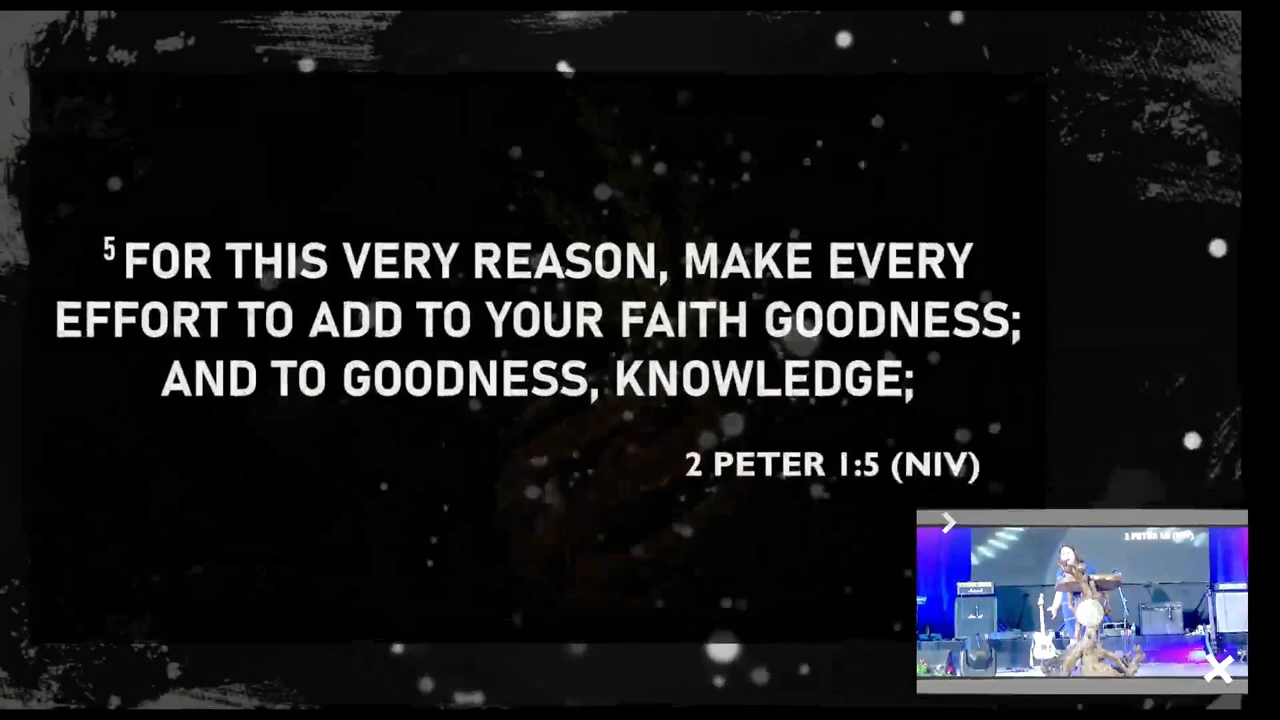 5 FOR THIS VERY REASON, MAKE EVERY
EFFORT TO ADD TO YOUR FAITH GOODNESS;
AND TO GOODNESS, KNOWLEDGE;
2 PETER 1:5 (NIV)